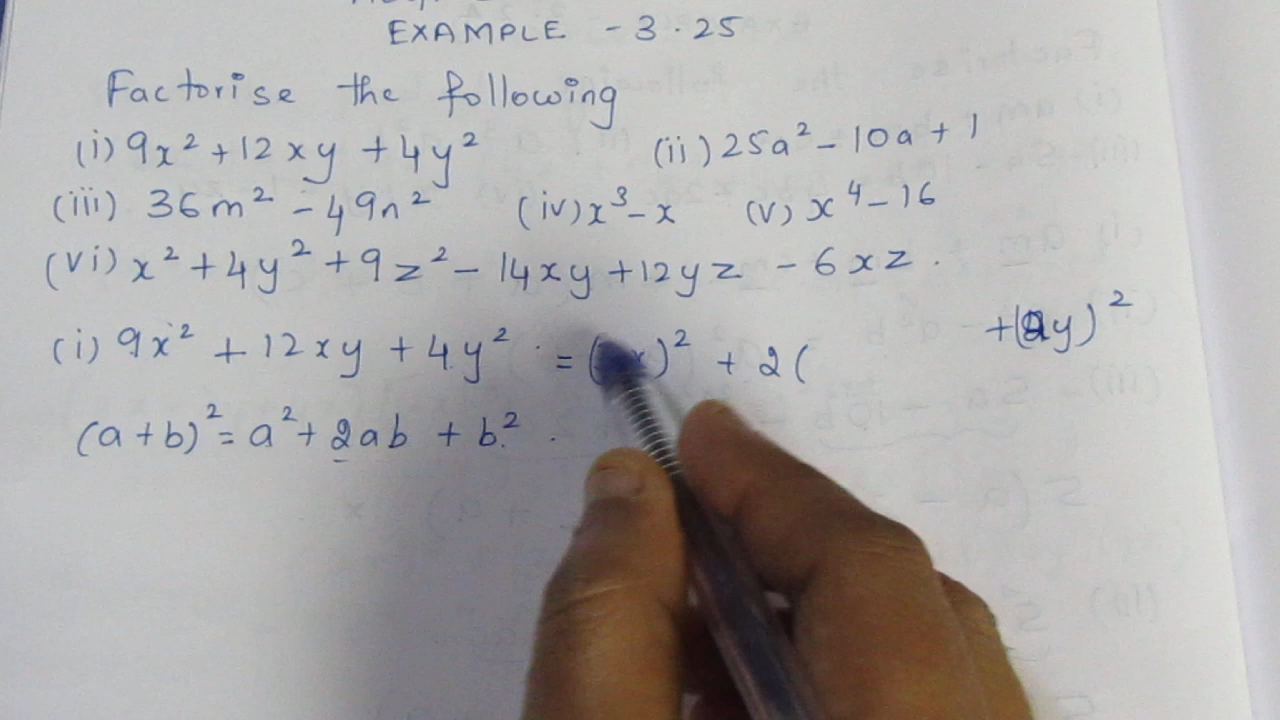 EXAMPLE - 3.25
Factorise the following
(i) 9x² + 12xy + 4y² (ii) 25a² - 10a + 1
(iii) 36m² - 49n² (iv) x³ - x (v) x⁴ - 16
(vi) x² + 4y² + 9z² - 14xy + 12yz - 6xz.
(i) 9x² + 12xy + 4y² = ( x)² + 2( +(2y)²
(a+b)² = a² + 2ab + b².